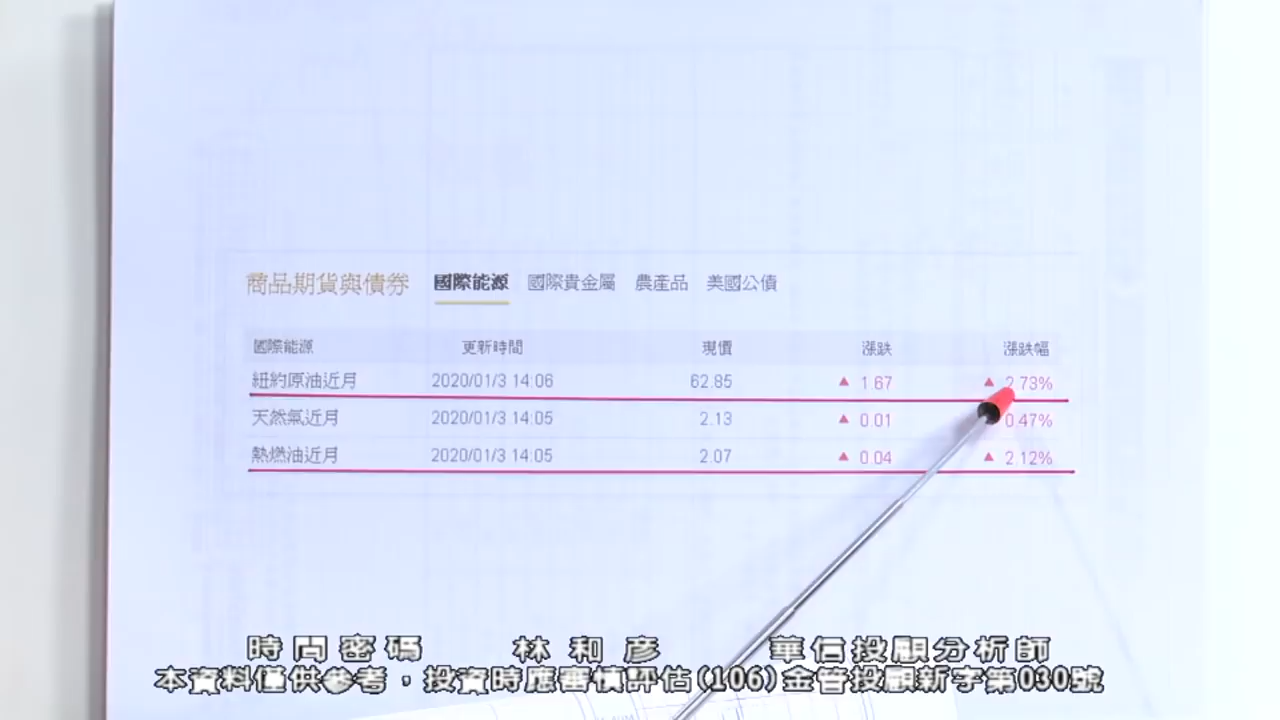 商品期貨與債券 國際能源 國際貴金屬 農產品 美國公債
國際能源 更新時間 現價 漲跌 漲跌幅
紐約原油近月 2020/01/3 14:06 62.85 ▲ 1.67 ▲ 2.73%
天然氣近月 2020/01/3 14:05 2.13 ▲ 0.01 0.47%
熱燃油近月 2020/01/3 14:05 2.07 ▲ 0.04 ▲ 2.12%
時間密碼 林和彥 華信投顧分析師
本資料僅供參考，投資時應審慎評估(106)金管投顧新字第030號